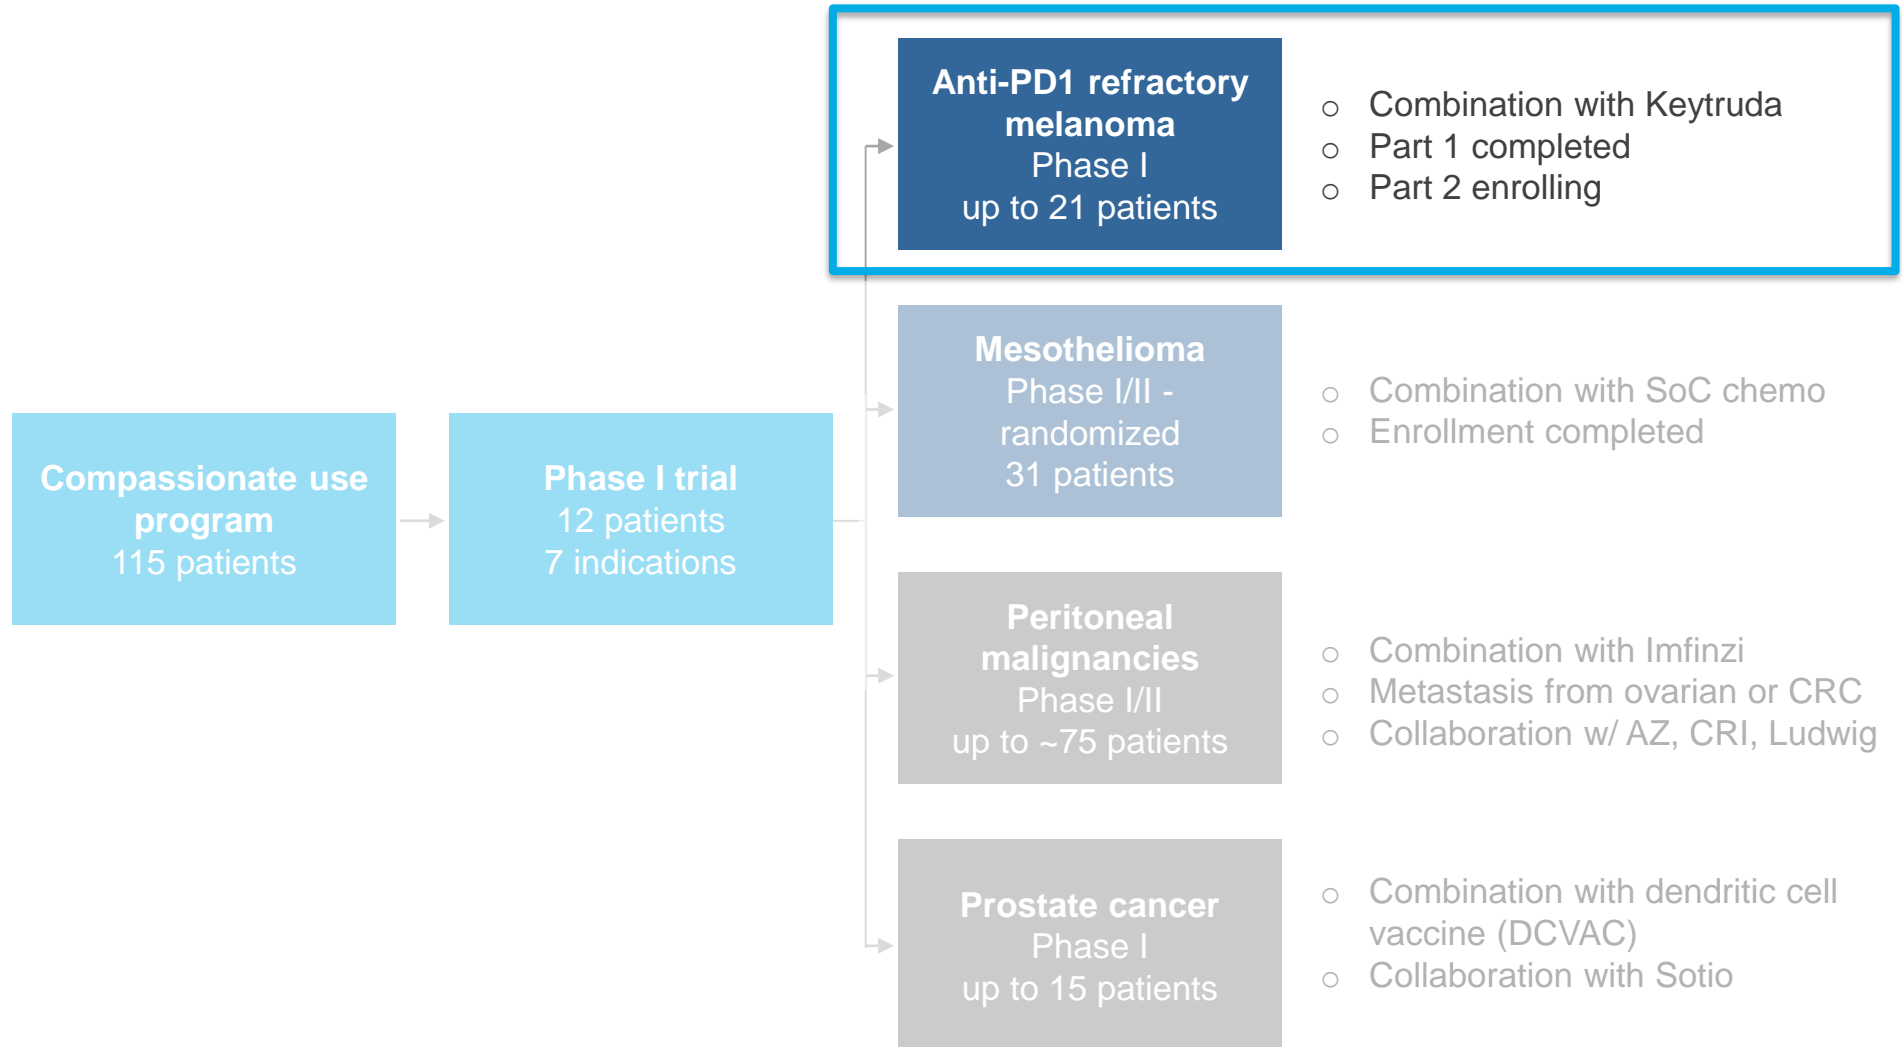 Compassionate use
program
115 patients
Phase I trial
12 patients
7 indications
Anti-PD1 refractory
melanoma
Phase I
up to 21 patients
○ Combination with Keytruda
○ Part 1 completed
○ Part 2 enrolling
Mesothelioma
Phase I/II -
randomized
31 patients
○ Combination with SoC chemo
○ Enrollment completed
Peritoneal
malignancies
Phase I/II
up to ~75 patients
○ Combination with Imfinzi
○ Metastasis from ovarian or CRC
○ Collaboration w/ AZ, CRI, Ludwig
Prostate cancer
Phase I
up to 15 patients
○ Combination with dendritic cell
vaccine (DCVAC)
○ Collaboration with Sotio